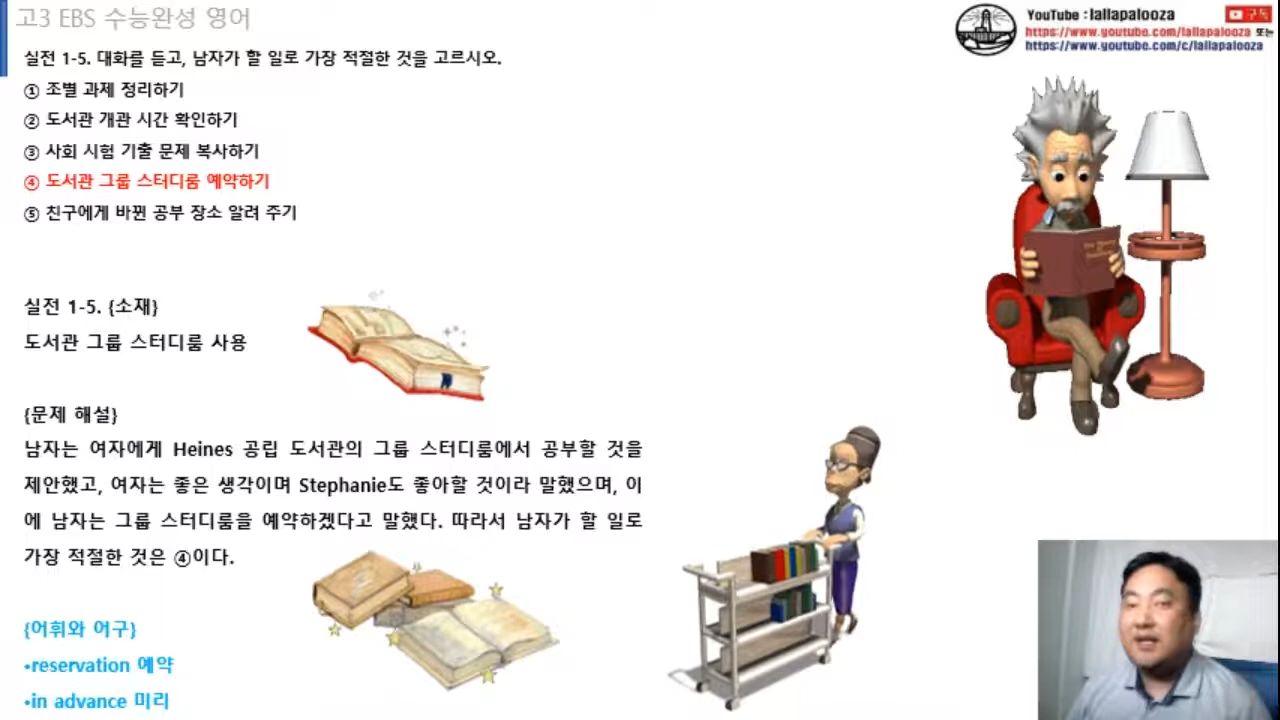 고3 EBS 수능완성 영어
YouTube : lallapalooza
구독
https://www.youtube.com/lallapalooza 또는
https://www.youtube.com/c/lallapalooza
실전 1-5. 대화를 듣고, 남자가 할 일로 가장 적절한 것을 고르시오.
① 조별 과제 정리하기
② 도서관 개관 시간 확인하기
③ 사회 시험 기출 문제 복사하기
④ 도서관 그룹 스터디룸 예약하기
⑤ 친구에게 바뀐 공부 장소 알려 주기
실전 1-5. {소재}
도서관 그룹 스터디룸 사용
{문제 해설}
남자는 여자에게 Heines 공립 도서관의 그룹 스터디룸에서 공부할 것을
제안했고, 여자는 좋은 생각이며 Stephanie도 좋아할 것이라 말했으며, 이
에 남자는 그룹 스터디룸을 예약하겠다고 말했다. 따라서 남자가 할 일로
가장 적절한 것은 ④이다.
{어휘와 어구}
•reservation 예약
•in advance 미리